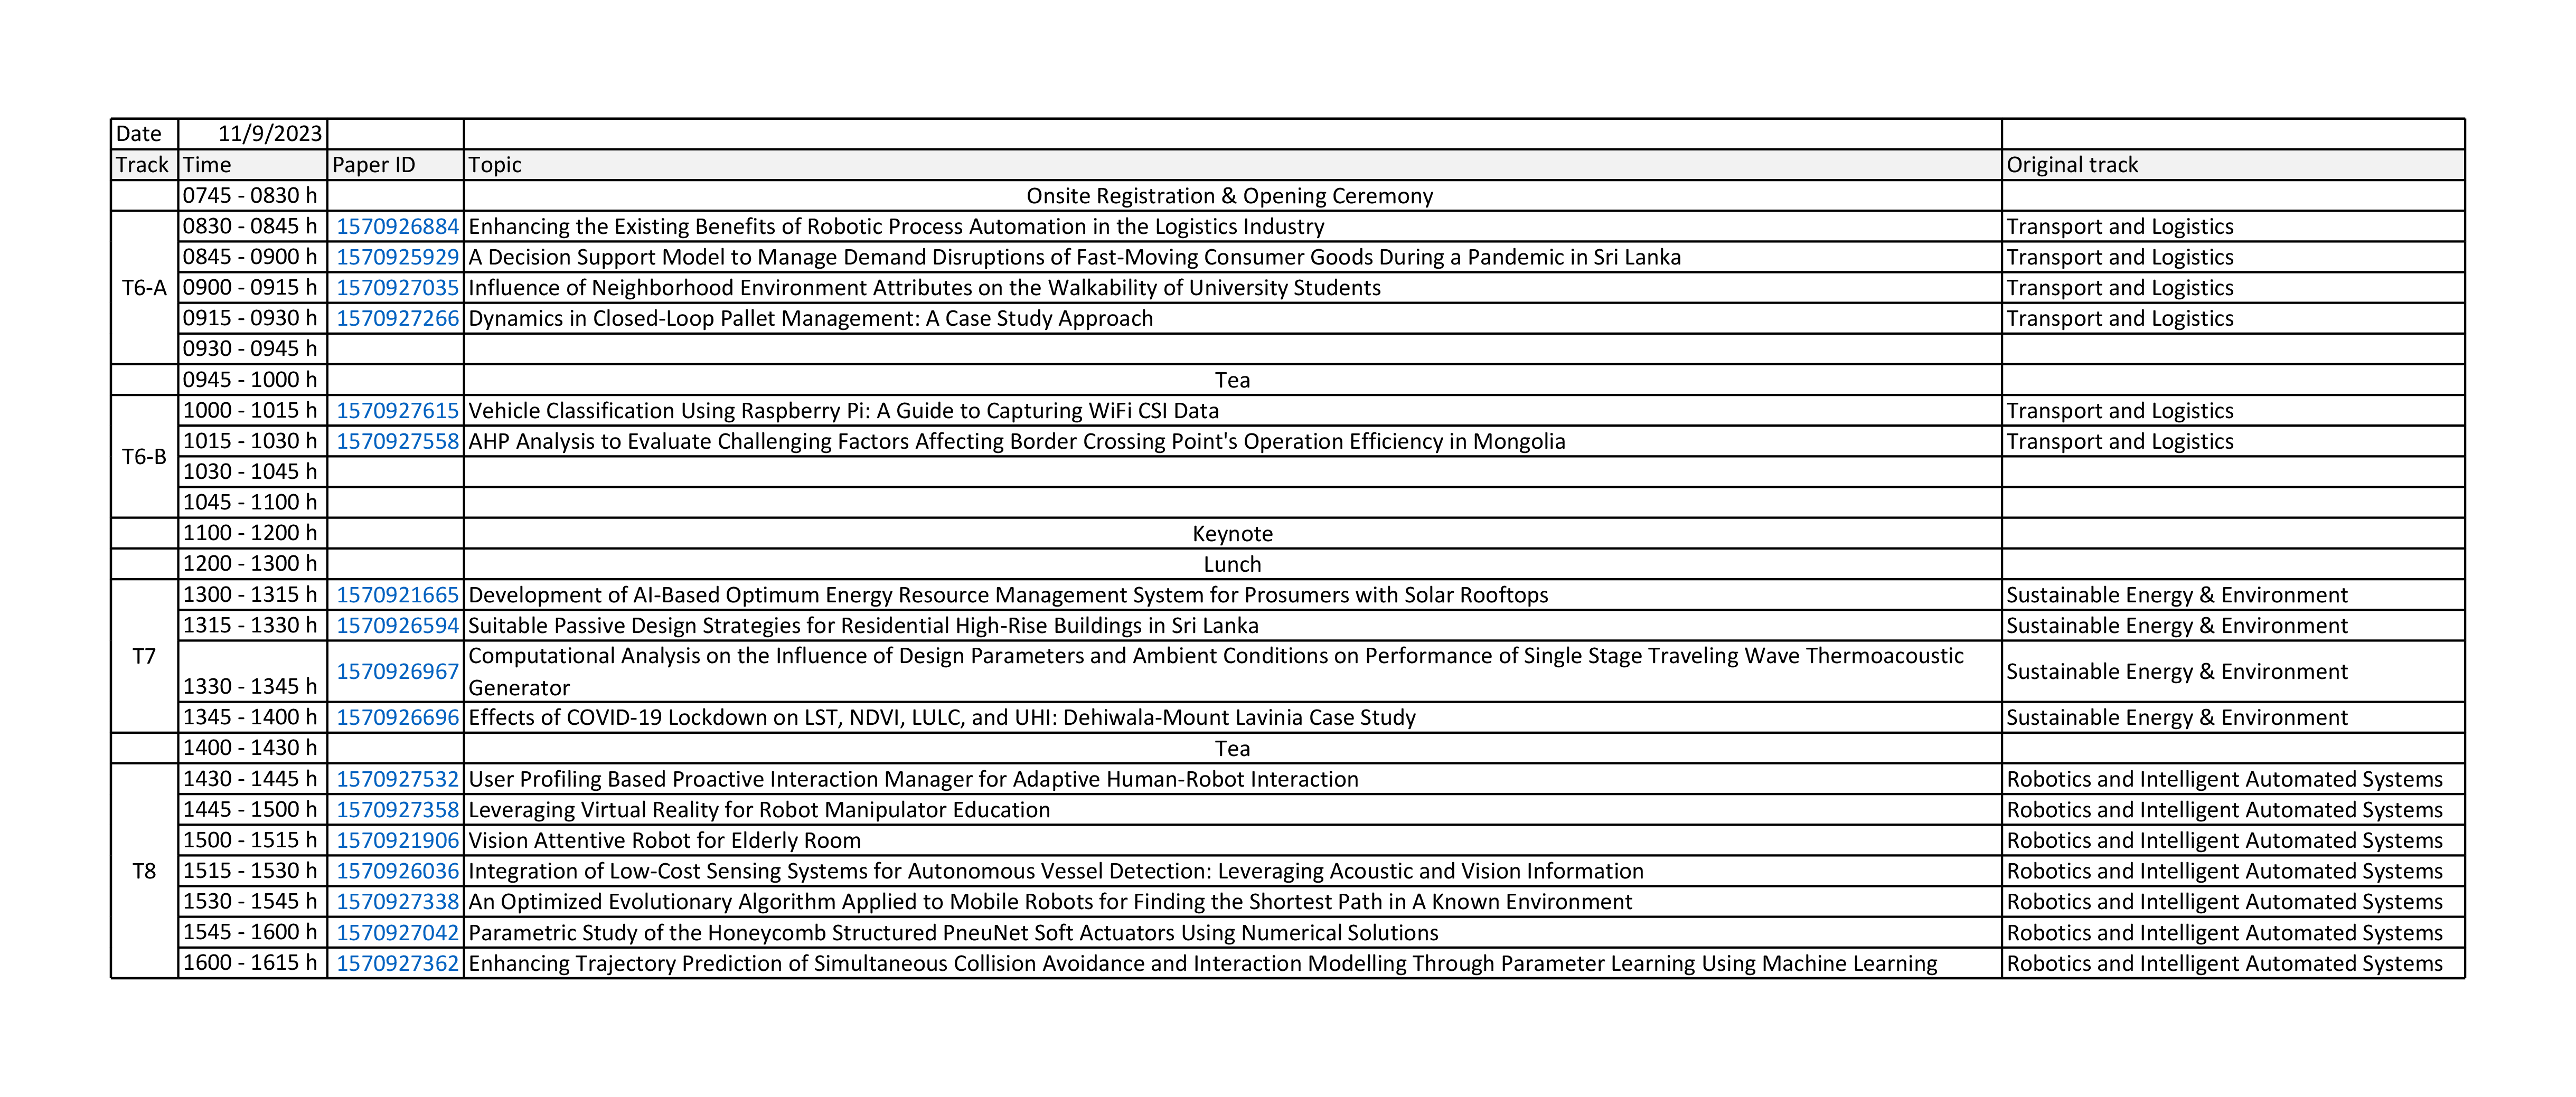 Date 11/9/2023
Track Time Paper ID Topic Original track
0745 - 0830 h Onsite Registration & Opening Ceremony
0830 - 0845 h 1570926884 Enhancing the Existing Benefits of Robotic Process Automation in the Logistics Industry Transport and Logistics
0845 - 0900 h 1570925929 A Decision Support Model to Manage Demand Disruptions of Fast-Moving Consumer Goods During a Pandemic in Sri Lanka Transport and Logistics
T6-A 0900 - 0915 h 1570927035 Influence of Neighborhood Environment Attributes on the Walkability of University Students Transport and Logistics
0915 - 0930 h 1570927266 Dynamics in Closed-Loop Pallet Management: A Case Study Approach Transport and Logistics
0930 - 0945 h
0945 - 1000 h Tea
1000 - 1015 h 1570927615 Vehicle Classification Using Raspberry Pi: A Guide to Capturing WiFi CSI Data Transport and Logistics
1015 - 1030 h 1570927558 AHP Analysis to Evaluate Challenging Factors Affecting Border Crossing Point's Operation Efficiency in Mongolia Transport and Logistics
T6-B
1030 - 1045 h
1045 - 1100 h
1100 - 1200 h Keynote
1200 - 1300 h Lunch
1300 - 1315 h 1570921665 Development of AI-Based Optimum Energy Resource Management System for Prosumers with Solar Rooftops Sustainable Energy & Environment
1315 - 1330 h 1570926594 Suitable Passive Design Strategies for Residential High-Rise Buildings in Sri Lanka Sustainable Energy & Environment
T7 1330 - 1345 h 1570926967 Computational Analysis on the Influence of Design Parameters and Ambient Conditions on Performance of Single Stage Traveling Wave Thermoacoustic
Generator Sustainable Energy & Environment
1345 - 1400 h 1570926696 Effects of COVID-19 Lockdown on LST, NDVI, LULC, and UHI: Dehiwala-Mount Lavinia Case Study Sustainable Energy & Environment
1400 - 1430 h Tea
1430 - 1445 h 1570927532 User Profiling Based Proactive Interaction Manager for Adaptive Human-Robot Interaction Robotics and Intelligent Automated Systems
1445 - 1500 h 1570927358 Leveraging Virtual Reality for Robot Manipulator Education Robotics and Intelligent Automated Systems
1500 - 1515 h 1570921906 Vision Attentive Robot for Elderly Room Robotics and Intelligent Automated Systems
T8 1515 - 1530 h 1570926036 Integration of Low-Cost Sensing Systems for Autonomous Vessel Detection: Leveraging Acoustic and Vision Information Robotics and Intelligent Automated Systems
1530 - 1545 h 1570927338 An Optimized Evolutionary Algorithm Applied to Mobile Robots for Finding the Shortest Path in A Known Environment Robotics and Intelligent Automated Systems
1545 - 1600 h 1570927042 Parametric Study of the Honeycomb Structured PneuNet Soft Actuators Using Numerical Solutions Robotics and Intelligent Automated Systems
1600 - 1615 h 1570927362 Enhancing Trajectory Prediction of Simultaneous Collision Avoidance and Interaction Modelling Through Parameter Learning Using Machine Learning Robotics and Intelligent Automated Systems